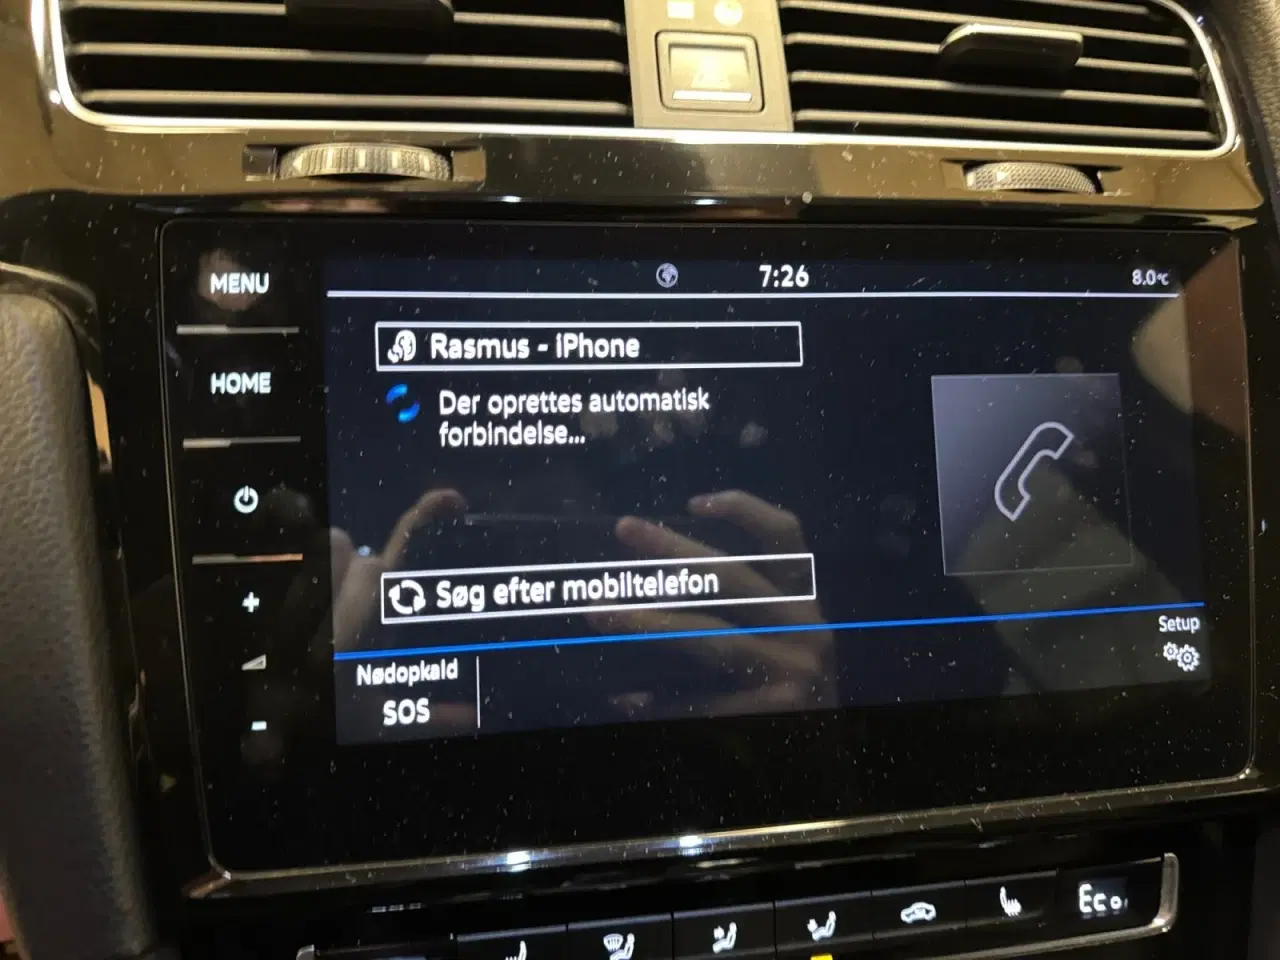 MENU
7:26
8.0°C
Rasmus - iPhone
HOME
Der oprettes automatisk
forbindelse...
+
Søg efter mobiltelefon
Setup
-
Nødopkald
SOS
Eco